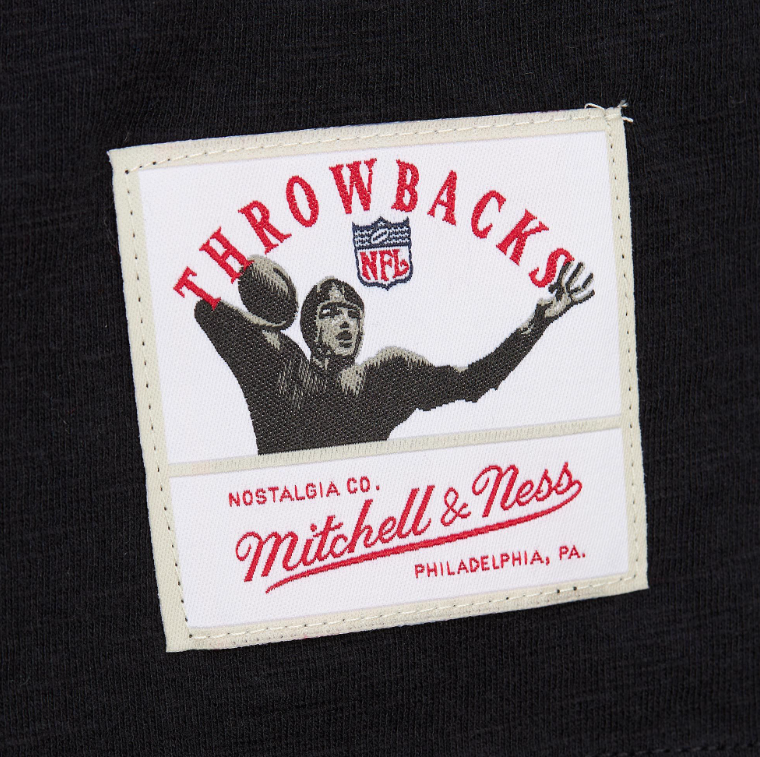 THROWBACKS
NFL
NOSTALGIA CO.
Mitchell & Ness
PHILADELPHIA, PA.